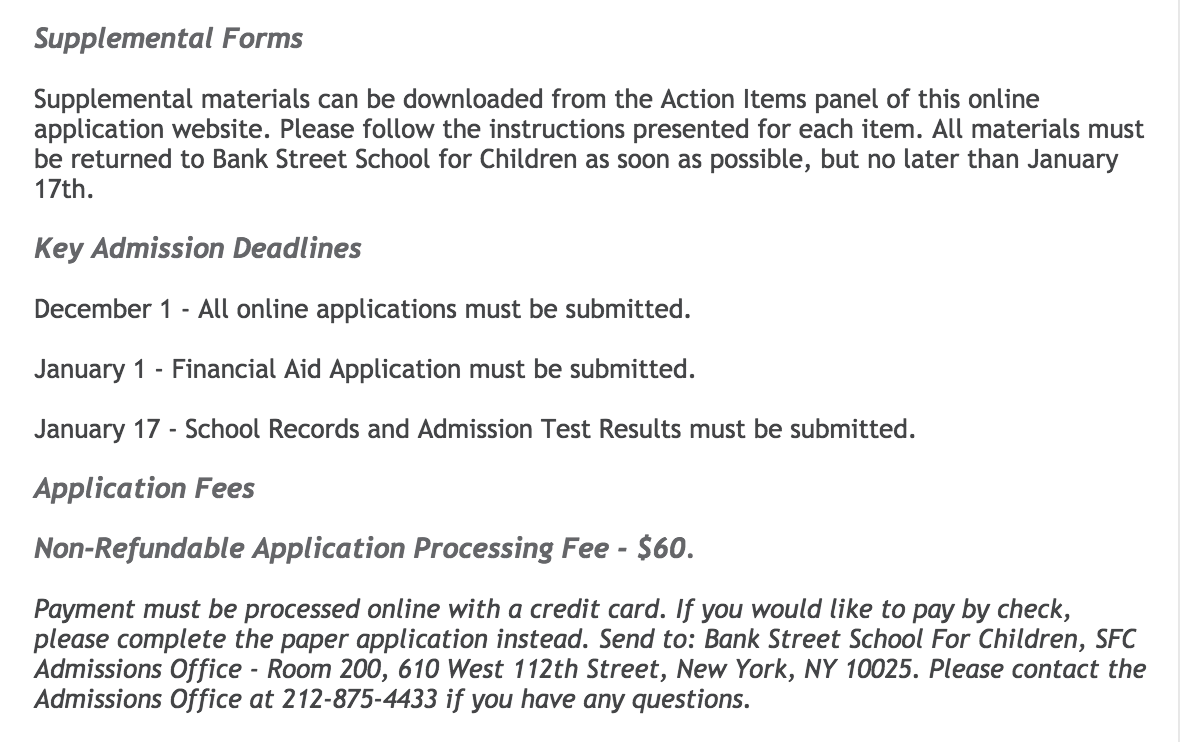 Supplemental Forms
Supplemental materials can be downloaded from the Action Items panel of this online
application website. Please follow the instructions presented for each item. All materials must
be returned to Bank Street School for Children as soon as possible, but no later than January
17th.
Key Admission Deadlines
December 1 - All online applications must be submitted.
January 1 - Financial Aid Application must be submitted.
January 17 - School Records and Admission Test Results must be submitted.
Application Fees
Non-Refundable Application Processing Fee - $60.
Payment must be processed online with a credit card. If you would like to pay by check,
please complete the paper application instead. Send to: Bank Street School For Children, SFC
Admissions Office - Room 200, 610 West 112th Street, New York, NY 10025. Please contact the
Admissions Office at 212-875-4433 if you have any questions.